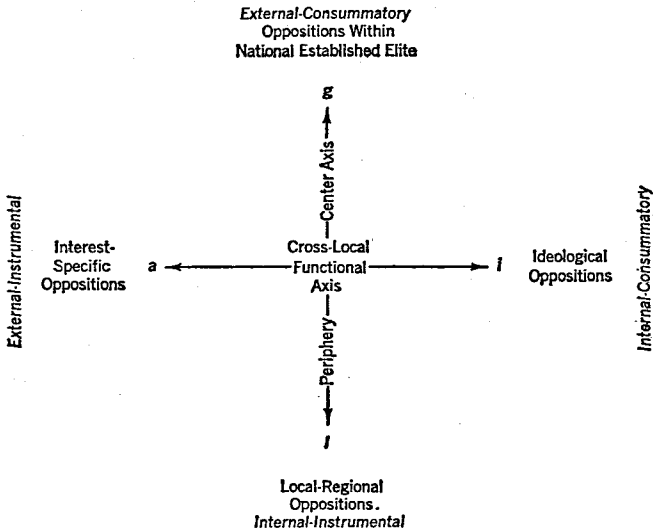 External-Consummatory
Oppositions Within
National Established Elite
g
Center Axis
External-Instrumental
Interest-
Specific
Oppositions
a
Cross-Local
Functional
Axis
i
Ideological
Oppositions
Internal-Consummatory
Periphery
l
Local-Regional
Oppositions.
Internal-Instrumental